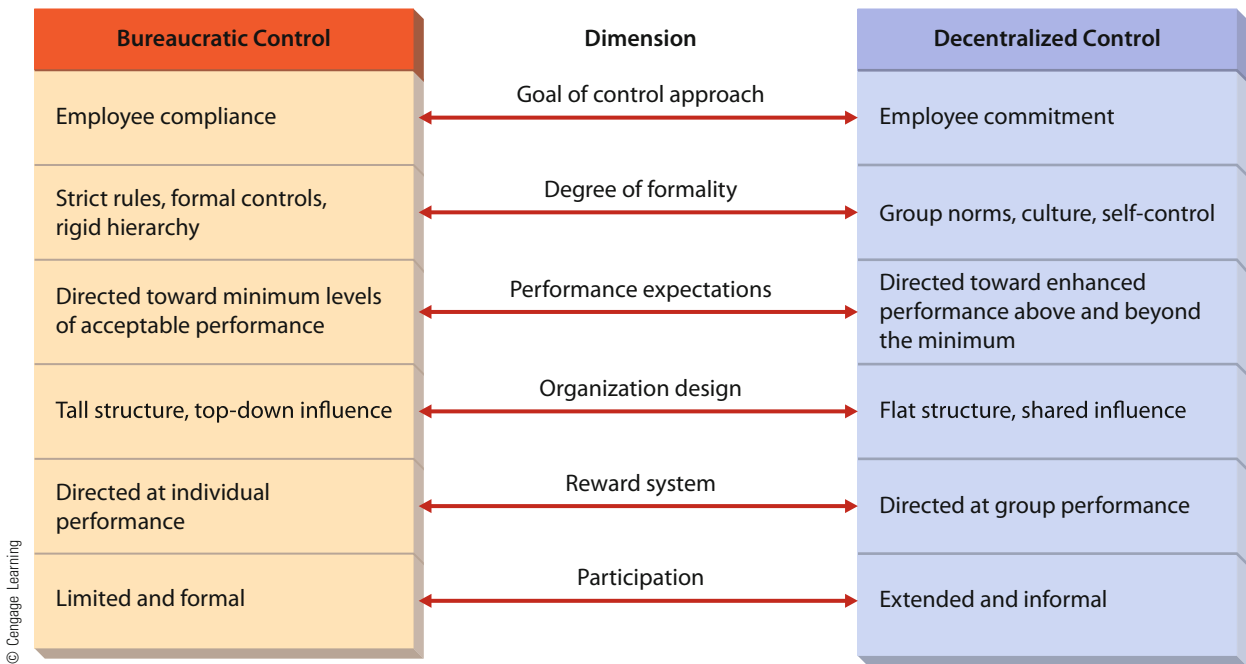 Bureaucratic Control
Dimension
Decentralized Control
Employee compliance
Goal of control approach
Employee commitment
Strict rules, formal controls,
rigid hierarchy
Degree of formality
Group norms, culture, self-control
Directed toward minimum levels
of acceptable performance
Performance expectations
Directed toward enhanced
performance above and beyond
the minimum
Tall structure, top-down influence
Organization design
Flat structure, shared influence
Directed at individual
performance
Reward system
Directed at group performance
Limited and formal
Participation
Extended and informal
© Cengage Learning